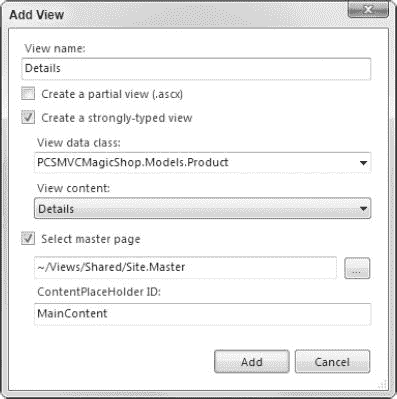 Add View
View name:
Details
Create a partial view (.ascx)
Create a strongly-typed view
View data class:
PCSMVCMagicShop.Models.Product
View content:
Details
Select master page
~/Views/Shared/Site.Master
...
ContentPlaceHolder ID:
MainContent
Add Cancel